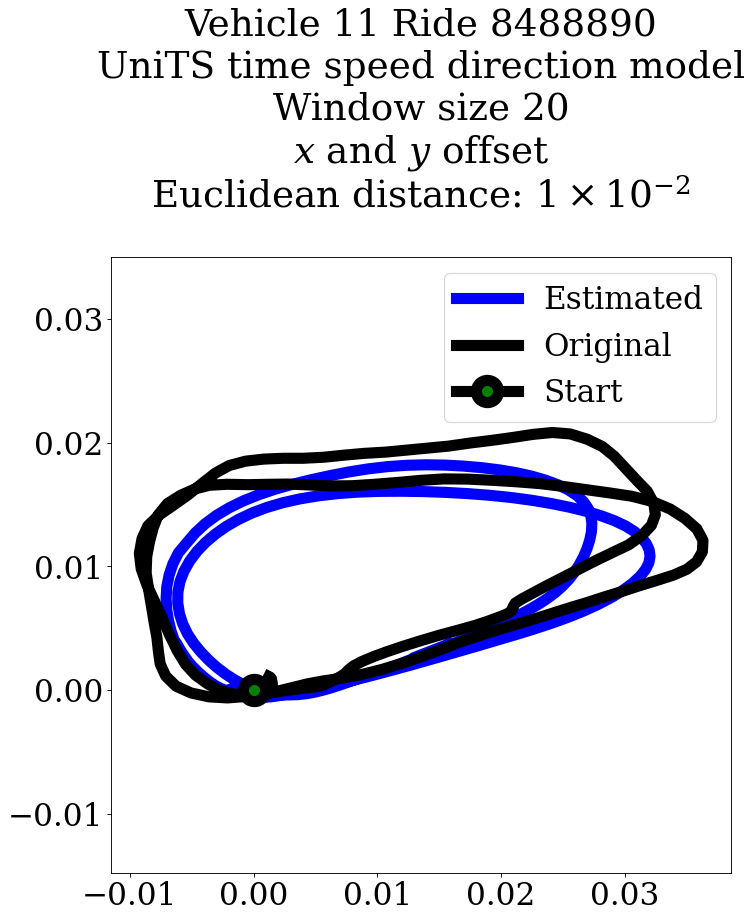 Vehicle 11 Ride 8488890
UniTS time speed direction model
Window size 20
x and y offset
Euclidean distance: 1 × 10⁻²
Estimated
Original
Start
0.03
0.02
0.01
0.00
−0.01
−0.01 0.00 0.01 0.02 0.03